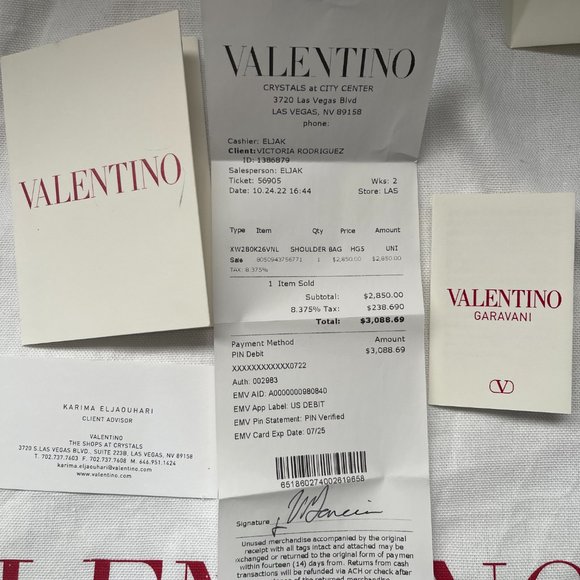 VALENTINO
VALENTINO
CRYSTALS at CITY CENTER
3720 Las Vegas Blvd
LAS VEGAS, NV 89158
phone:
Cashier: ELJAK
Client:VICTORIA RODRIGUEZ
ID: 1386879
Salesperson: ELJAK
Ticket: 56905 Wks: 2
Date: 10.24.22 16:44 Store: LAS
Type Item Qty Price Amount
XW2B0K26VNL SHOULDER BAG HGS UNI
Sale 8050943756771 1 $2,850.00 $2,850.00
TAX: 8.375%
1 Item Sold
Subtotal: $2,850.00
8.375% Tax: $238.690
Total: $3,088.69
Payment Method Amount
PIN Debit $3,088.69
XXXXXXXXXXXX0722
Auth: 002983
EMV AID: A0000000980840
EMV App Label: US DEBIT
EMV Pin Statement: PIN Verified
EMV Card Exp Date: 07/25
651860274002619658
Signature
Unused merchandise accompanied by the original
receipt with all tags intact and attached may be
exchanged or returned to the original form of paymen
within fourteen (14) days from. Returns from cash
transactions will be refunded via ACH or check after
of the returned merchandise
VALENTINO
GARAVANI
KARIMA ELJAOUHARI
CLIENT ADVISOR
VALENTINO
THE SHOPS AT CRYSTALS
3720 S.LAS VEGAS BLVD., SUITE 223B, LAS VEGAS, NV 89158
T. 702.737.7603 F. 702.737.7608 M. 646.951.1424
karima.eljaouhari@valentino.com
www.valentino.com